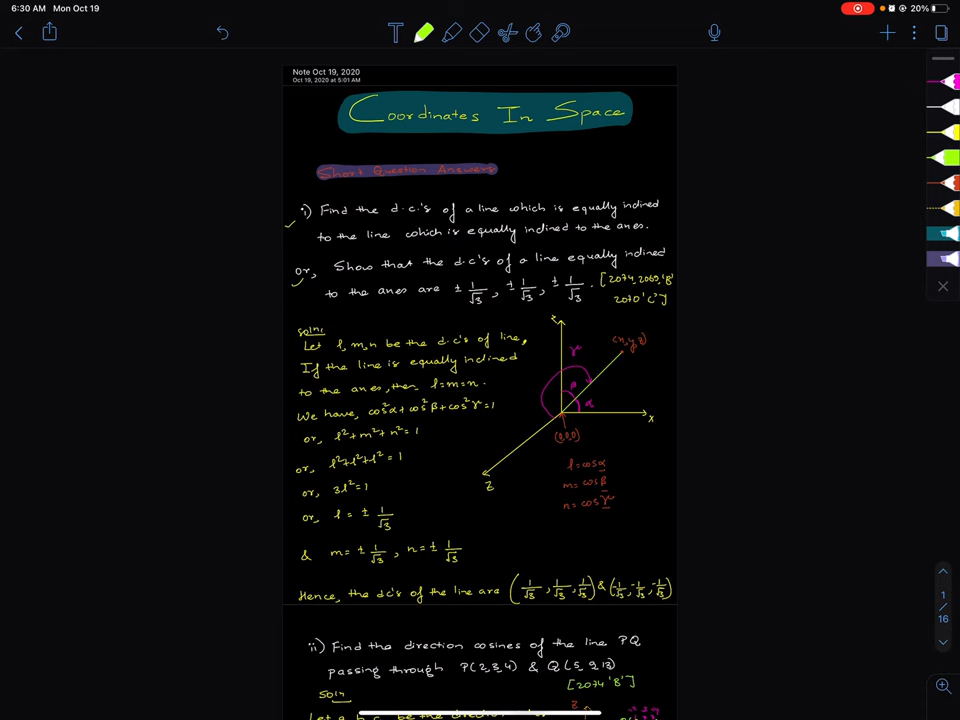 6:30 AM Mon Oct 19
20%
Note Oct 19, 2020
Oct 19, 2020 at 5:01 AM
Coordinates In Space
Short Question Answers
i) Find the d.c.'s of a line which is equally inclined
to the line which is equally inclined to the axes.
or, Show that the d.c.'s of a line equally inclined
to the axes are ± 1/√3, ± 1/√3, ± 1/√3. [2074, 2069, 'B'
2070 'C']
Soln:
Let l, m, n be the d.c.'s of line,
If the line is equally inclined
to the axes, then l=m=n.
We have, cos²α + cos²β + cos²γ = 1
or, l² + m² + n² = 1
or, l² + l² + l² = 1
or, 3l² = 1
or, l = ± 1/√3
& m = ± 1/√3, n = ± 1/√3
Hence, the dc's of the line are (1/√3, 1/√3, 1/√3) & (-1/√3, -1/√3, -1/√3)
γ
(x,y,z)
β
α
X
(0,0,0)
Z
l = cosα
m = cosβ
n = cosγ
ii) Find the direction cosines of the line PQ
passing through P(2,3,4) & Q(5,9,13)
[2074 'B']
Soln
Z
1
/
16